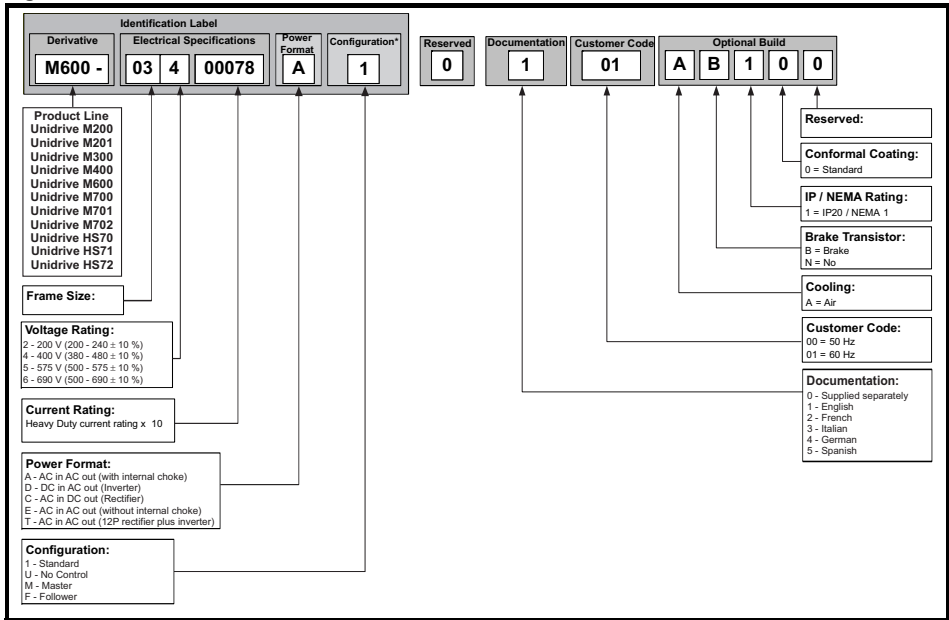 Identification Label
Derivative
Electrical Specifications
Power
Format
Configuration*
Reserved
Documentation
Customer Code
Optional Build
M600 -
03 4 00078
A
1
0
1
01
A B 1 0 0
Product Line
Unidrive M200
Unidrive M201
Unidrive M300
Unidrive M400
Unidrive M600
Unidrive M700
Unidrive M701
Unidrive M702
Unidrive HS70
Unidrive HS71
Unidrive HS72
Frame Size:
Voltage Rating:
2 - 200 V (200 - 240 ± 10 %)
4 - 400 V (380 - 480 ± 10 %)
5 - 575 V (500 - 575 ± 10 %)
6 - 690 V (500 - 690 ± 10 %)
Current Rating:
Heavy Duty current rating x 10
Power Format:
A - AC in AC out (with internal choke)
D - DC in AC out (Inverter)
C - AC in DC out (Rectifier)
E - AC in AC out (without internal choke)
T - AC in AC out (12P rectifier plus inverter)
Configuration:
1 - Standard
U - No Control
M - Master
F - Follower
Reserved:
Conformal Coating:
0 = Standard
IP / NEMA Rating:
1 = IP20 / NEMA 1
Brake Transistor:
B = Brake
N = No
Cooling:
A = Air
Customer Code:
00 = 50 Hz
01 = 60 Hz
Documentation:
0 - Supplied separately
1 - English
2 - French
3 - Italian
4 - German
5 - Spanish